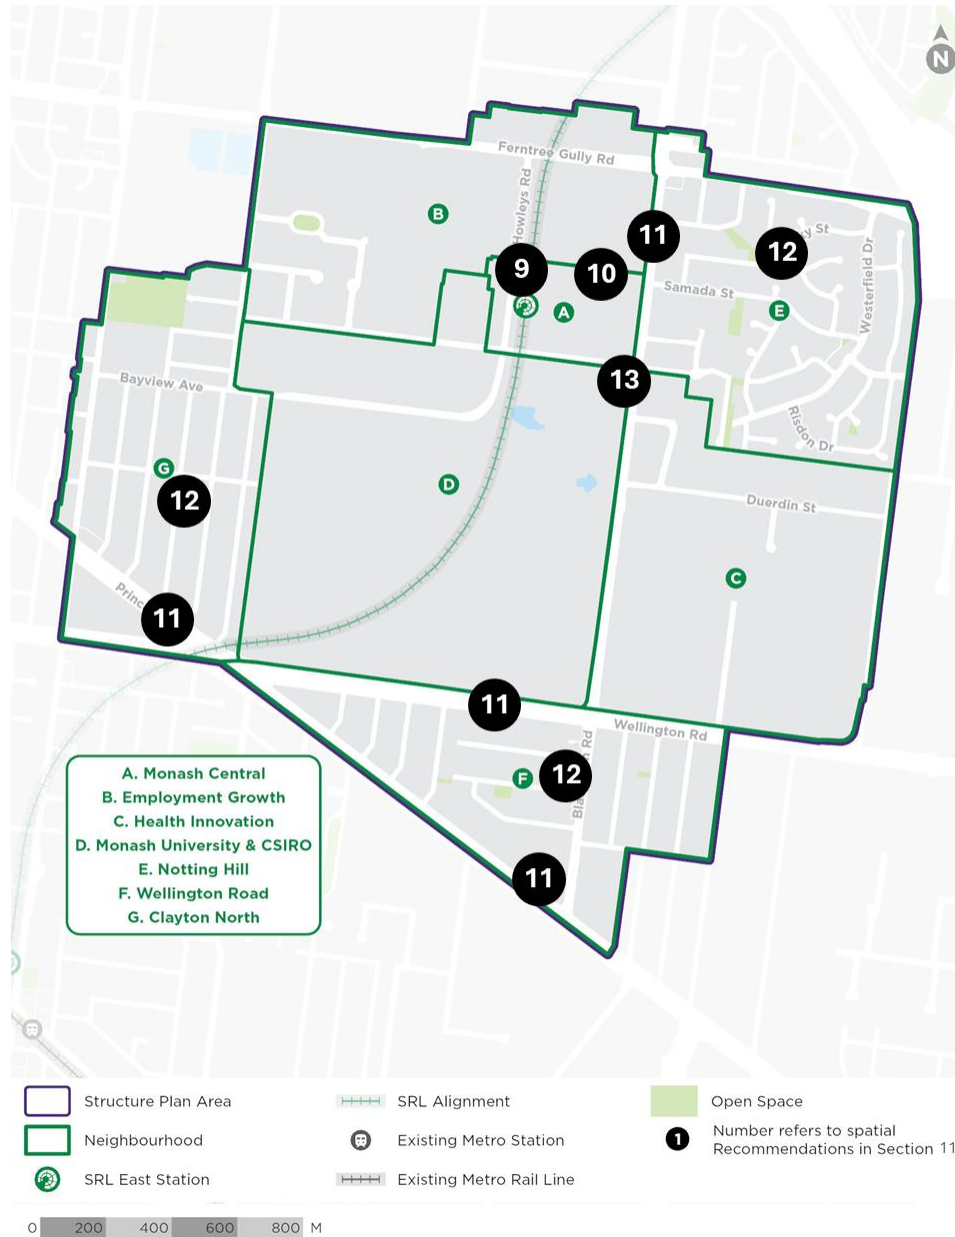 N
Ferntree Gully Rd
Howleys Rd
B
11
12
9
10
Samada St
A
E
Westerfield Dr
13
Bayview Ave
Risdon Dr
G
12
D
Duerdin St
C
11
11
Wellington Rd
F
12
11
A. Monash Central
B. Employment Growth
C. Health Innovation
D. Monash University & CSIRO
E. Notting Hill
F. Wellington Road
G. Clayton North
Structure Plan Area
SRL Alignment
Open Space
Neighbourhood
Existing Metro Station
1
Number refers to spatial
Recommendations in Section 11
SRL East Station
Existing Metro Rail Line
0 200 400 600 800 M